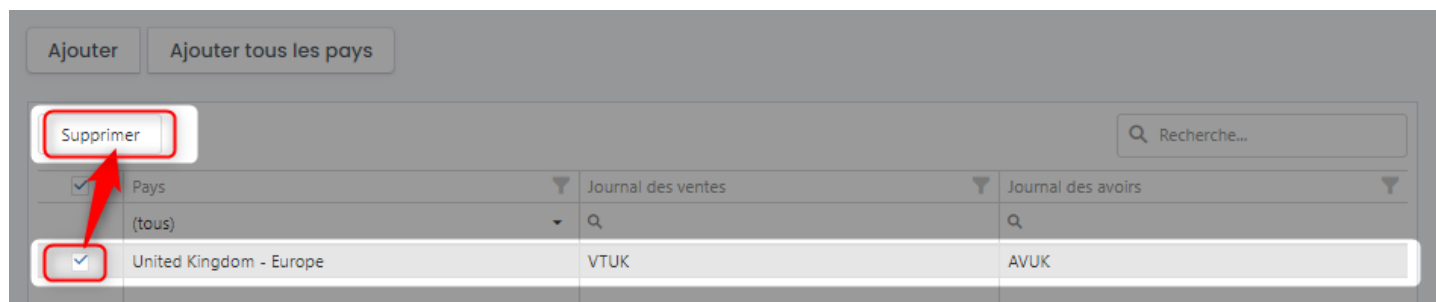 Ajouter Ajouter tous les pays
Supprimer Recherche...
Pays Journal des ventes Journal des avoirs
(tous)
United Kingdom - Europe VTUK AVUK